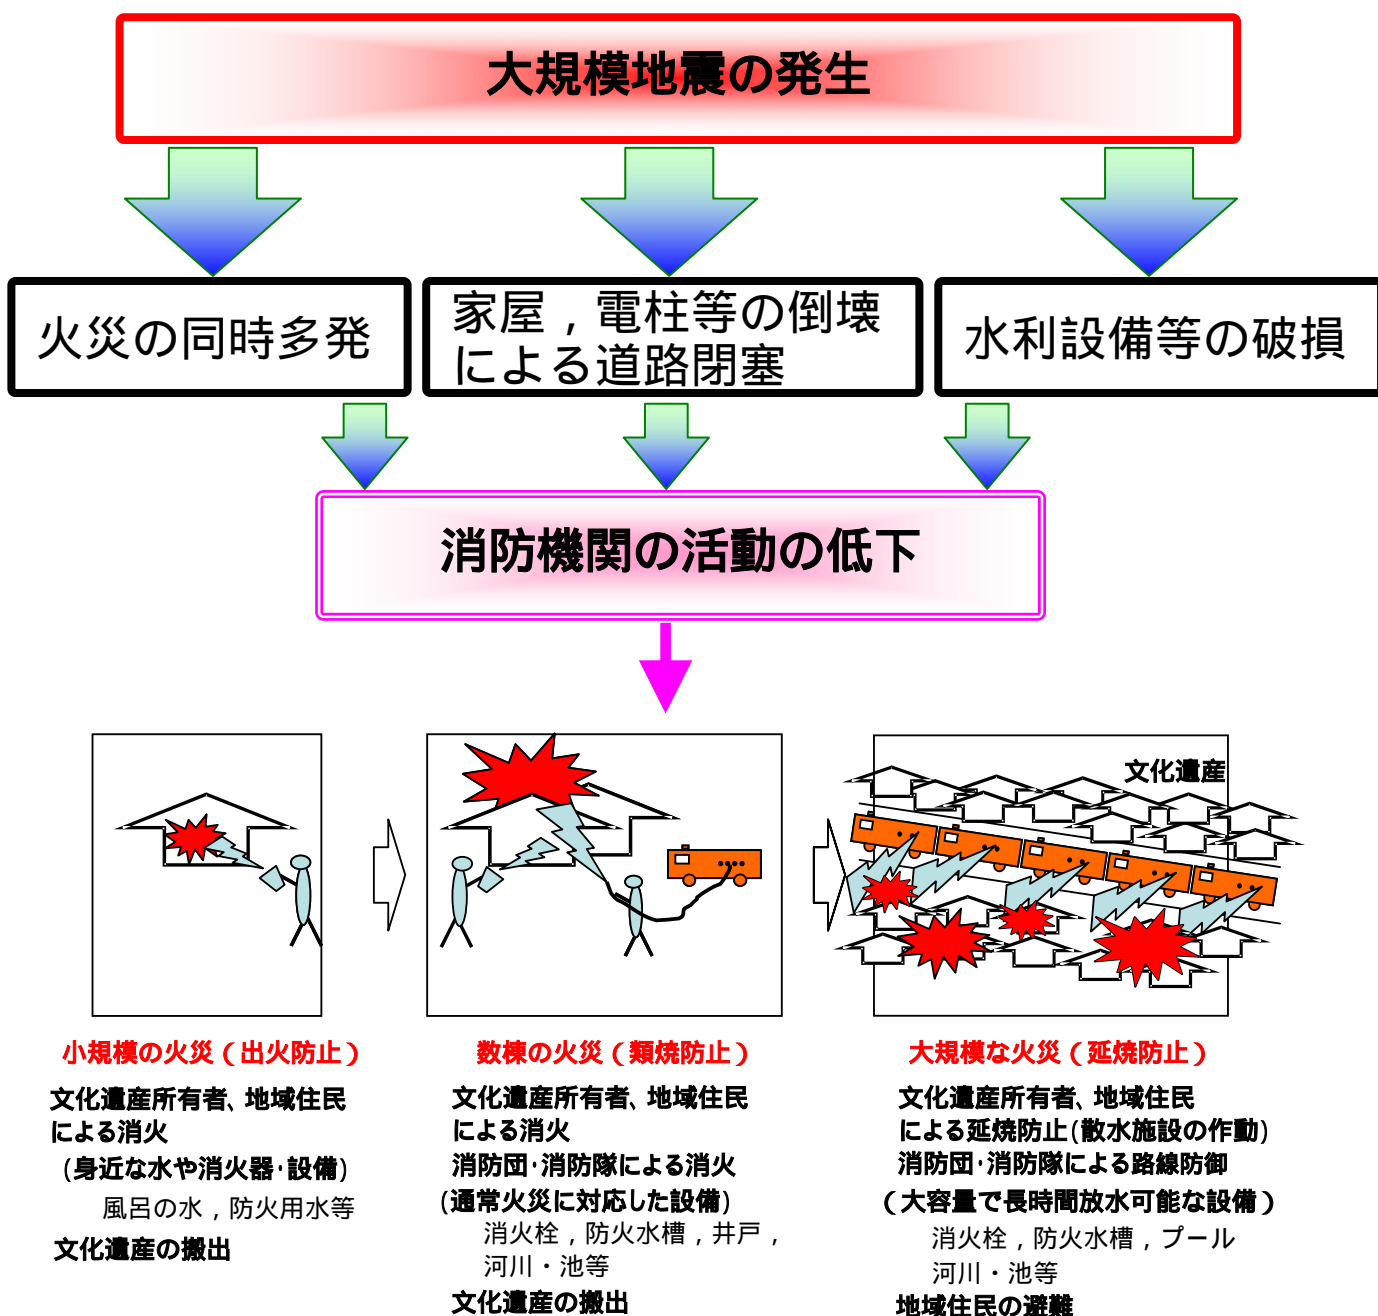 大規模地震の発生
火災の同時多発
家屋，電柱等の倒壊
による道路閉塞
水利設備等の破損
消防機関の活動の低下
文化遺産
小規模の火災（出火防止）
文化遺産所有者、地域住民
による消火
(身近な水や消火器・設備)
風呂の水，防火用水等
文化遺産の搬出
数棟の火災（類焼防止）
文化遺産所有者、地域住民
による消火
消防団・消防隊による消火
(通常火災に対応した設備)
消火栓，防火水槽，井戸，
河川・池等
文化遺産の搬出
大規模な火災（延焼防止）
文化遺産所有者、地域住民
による延焼防止(散水施設の作動)
消防団・消防隊による路線防御
（大容量で長時間放水可能な設備）
消火栓，防火水槽，プール
河川・池等
地域住民の避難